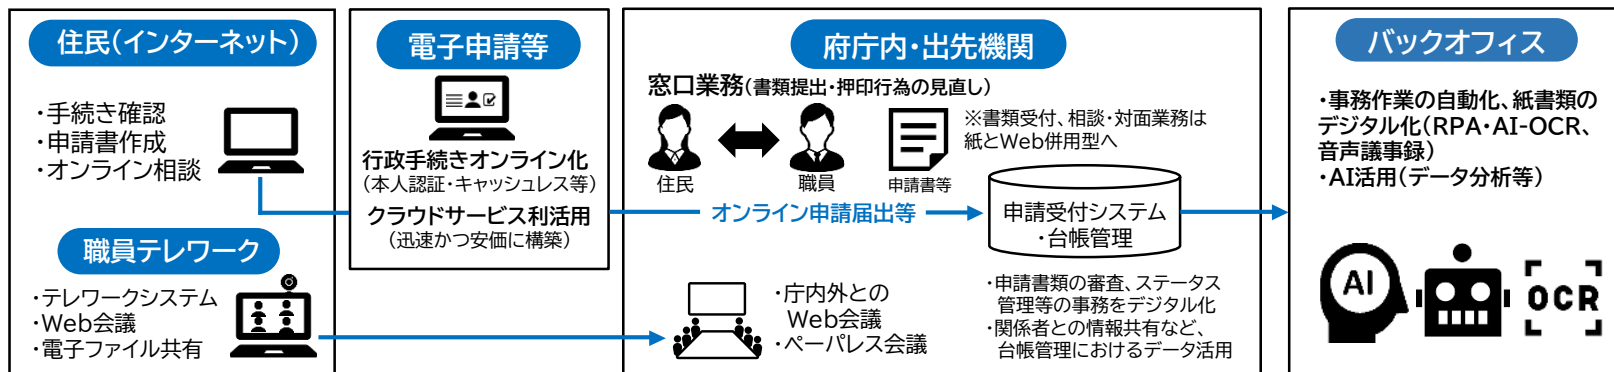 住民(インターネット)
・手続き確認
・申請書作成
・オンライン相談
職員テレワーク
・テレワークシステム
・Web会議
・電子ファイル共有
電子申請等
行政手続きオンライン化
(本人認証・キャッシュレス等)
クラウドサービス利活用
(迅速かつ安価に構築)
府庁内・出先機関
窓口業務(書類提出・押印行為の見直し)
住民
職員
申請書等
※書類受付、相談・対面業務は
紙とWeb併用型へ
オンライン申請届出等
申請受付システム
・台帳管理
・庁内外との
Web会議
・ペーパレス会議
・申請書類の審査、ステータス
管理等の事務をデジタル化
・関係者との情報共有など、
台帳管理におけるデータ活用
バックオフィス
・事務作業の自動化、紙書類の
デジタル化(RPA・AI-OCR、
音声議事録)
・AI活用(データ分析等)
AI
OCR